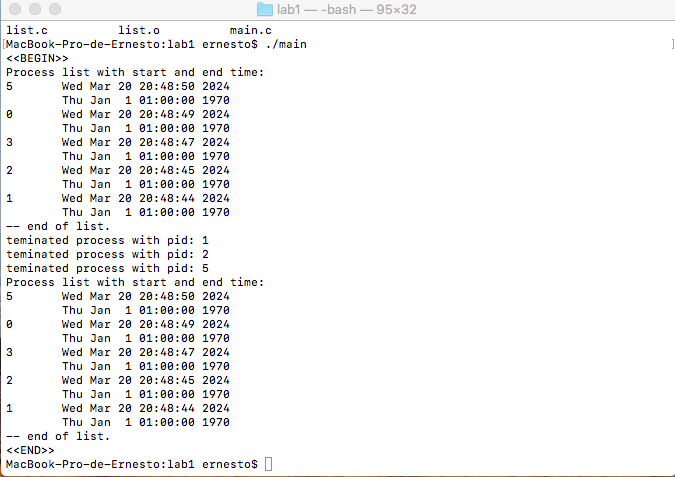 lab1 — -bash — 95×32
list.c          list.o          main.c
[MacBook-Pro-de-Ernesto:lab1 ernesto$ ./main                                                    ]
<<BEGIN>>
Process list with start and end time:
5       Wed Mar 20 20:48:50 2024
        Thu Jan  1 01:00:00 1970
0       Wed Mar 20 20:48:49 2024
        Thu Jan  1 01:00:00 1970
3       Wed Mar 20 20:48:47 2024
        Thu Jan  1 01:00:00 1970
2       Wed Mar 20 20:48:45 2024
        Thu Jan  1 01:00:00 1970
1       Wed Mar 20 20:48:44 2024
        Thu Jan  1 01:00:00 1970
-- end of list.
teminated process with pid: 1
teminated process with pid: 2
teminated process with pid: 5
Process list with start and end time:
5       Wed Mar 20 20:48:50 2024
        Thu Jan  1 01:00:00 1970
0       Wed Mar 20 20:48:49 2024
        Thu Jan  1 01:00:00 1970
3       Wed Mar 20 20:48:47 2024
        Thu Jan  1 01:00:00 1970
2       Wed Mar 20 20:48:45 2024
        Thu Jan  1 01:00:00 1970
1       Wed Mar 20 20:48:44 2024
        Thu Jan  1 01:00:00 1970
-- end of list.
<<END>>
MacBook-Pro-de-Ernesto:lab1 ernesto$